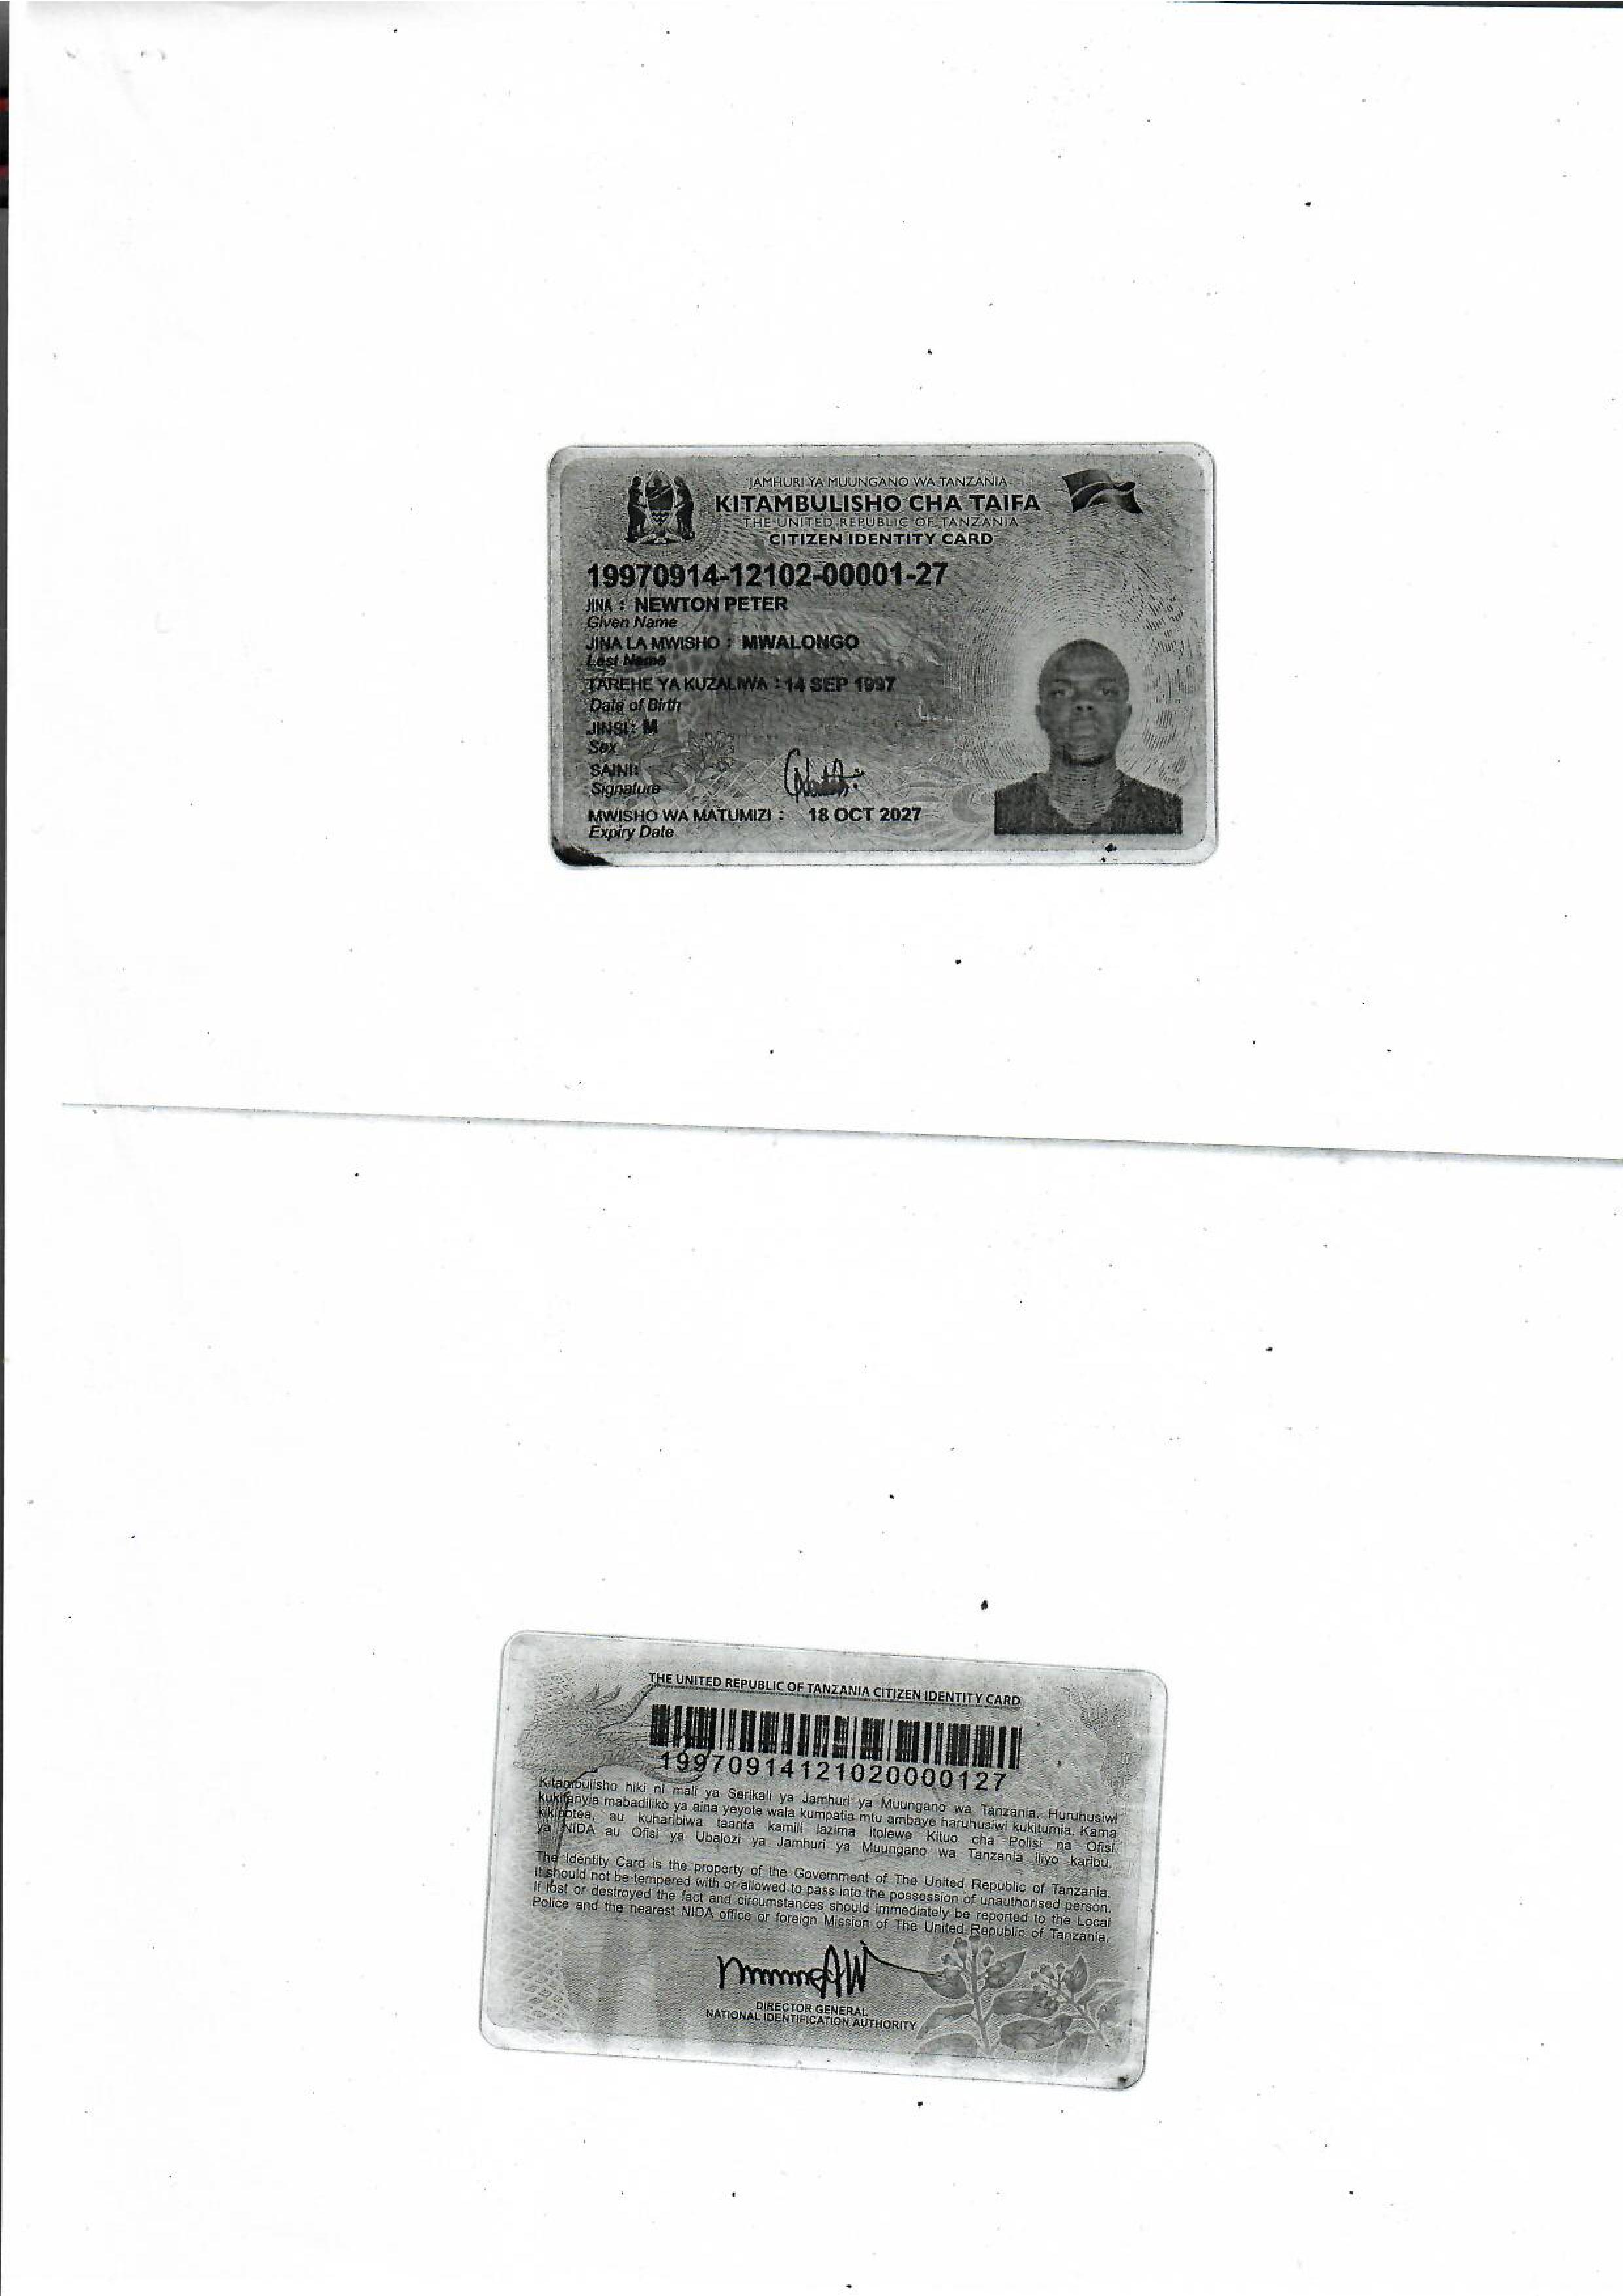 JAMHURI YA MUUNGANO WA TANZANIA
KITAMBULISHO CHA TAIFA
THE UNITED REPUBLIC OF TANZANIA
CITIZEN IDENTITY CARD
19970914-12102-00001-27
JINA : NEWTON PETER
Given Name
JINA LA MWISHO : MWALONGO
Last Name
TAREHE YA KUZALIWA : 14 SEP 1997
Date of Birth
JINSI: M
Sex
SAINI:
Signature
MWISHO WA MATUMIZI : 18 OCT 2027
Expiry Date
THE UNITED REPUBLIC OF TANZANIA CITIZEN IDENTITY CARD
19970914121020000127
Kitambulisho hiki ni mali ya Serikali ya Jamhuri ya Muungano wa Tanzania. Huruhusiwi
kukifanyia mabadiliko ya aina yeyote wala kumpatia mtu ambaye haruhusiwi kukitumia. Kama
kikipotea, au kuharibiwa taarifa kamili lazima itolewe Kituo cha Polisi na Ofisi
ya NIDA au Ofisi ya Ubalozi ya Jamhuri ya Muungano wa Tanzania iliyo karibu.
The Identity Card is the property of the Government of The United Republic of Tanzania.
It should not be tempered with or allowed to pass into the possession of unauthorised person.
If lost or destroyed the fact and circumstances should immediately be reported to the Local
Police and the nearest NIDA office or foreign Mission of The United Republic of Tanzania.
DIRECTOR GENERAL
NATIONAL IDENTIFICATION AUTHORITY